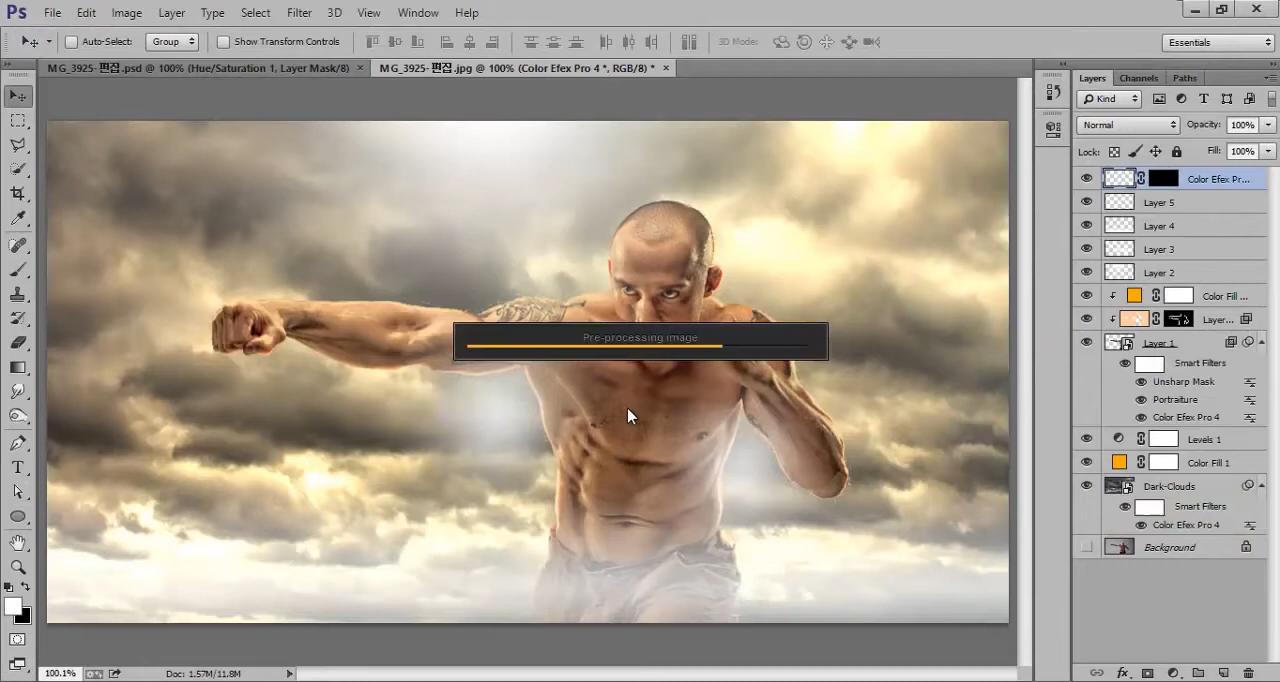 Ps File Edit Image Layer Type Select Filter 3D View Window Help
Auto-Select: Group Show Transform Controls 3D Mode: Essentials
MG_3925-편집.psd @ 100% (Hue/Saturation 1, Layer Mask/8) × MG_3925-편집.jpg @ 100% (Color Efex Pro 4 *, RGB/8) * ×
Layers Channels Paths
Kind
Normal Opacity: 100%
Lock: Fill: 100%
Color Efex Pr...
Layer 5
Layer 4
Layer 3
Layer 2
Color Fill ...
Layer...
Layer 1
Smart Filters
Unsharp Mask
Portraiture
Color Efex Pro 4
Levels 1
Color Fill 1
Dark-Clouds
Smart Filters
Color Efex Pro 4
Background
Pre-processing image
100.1% Doc: 1.57M/11.8M